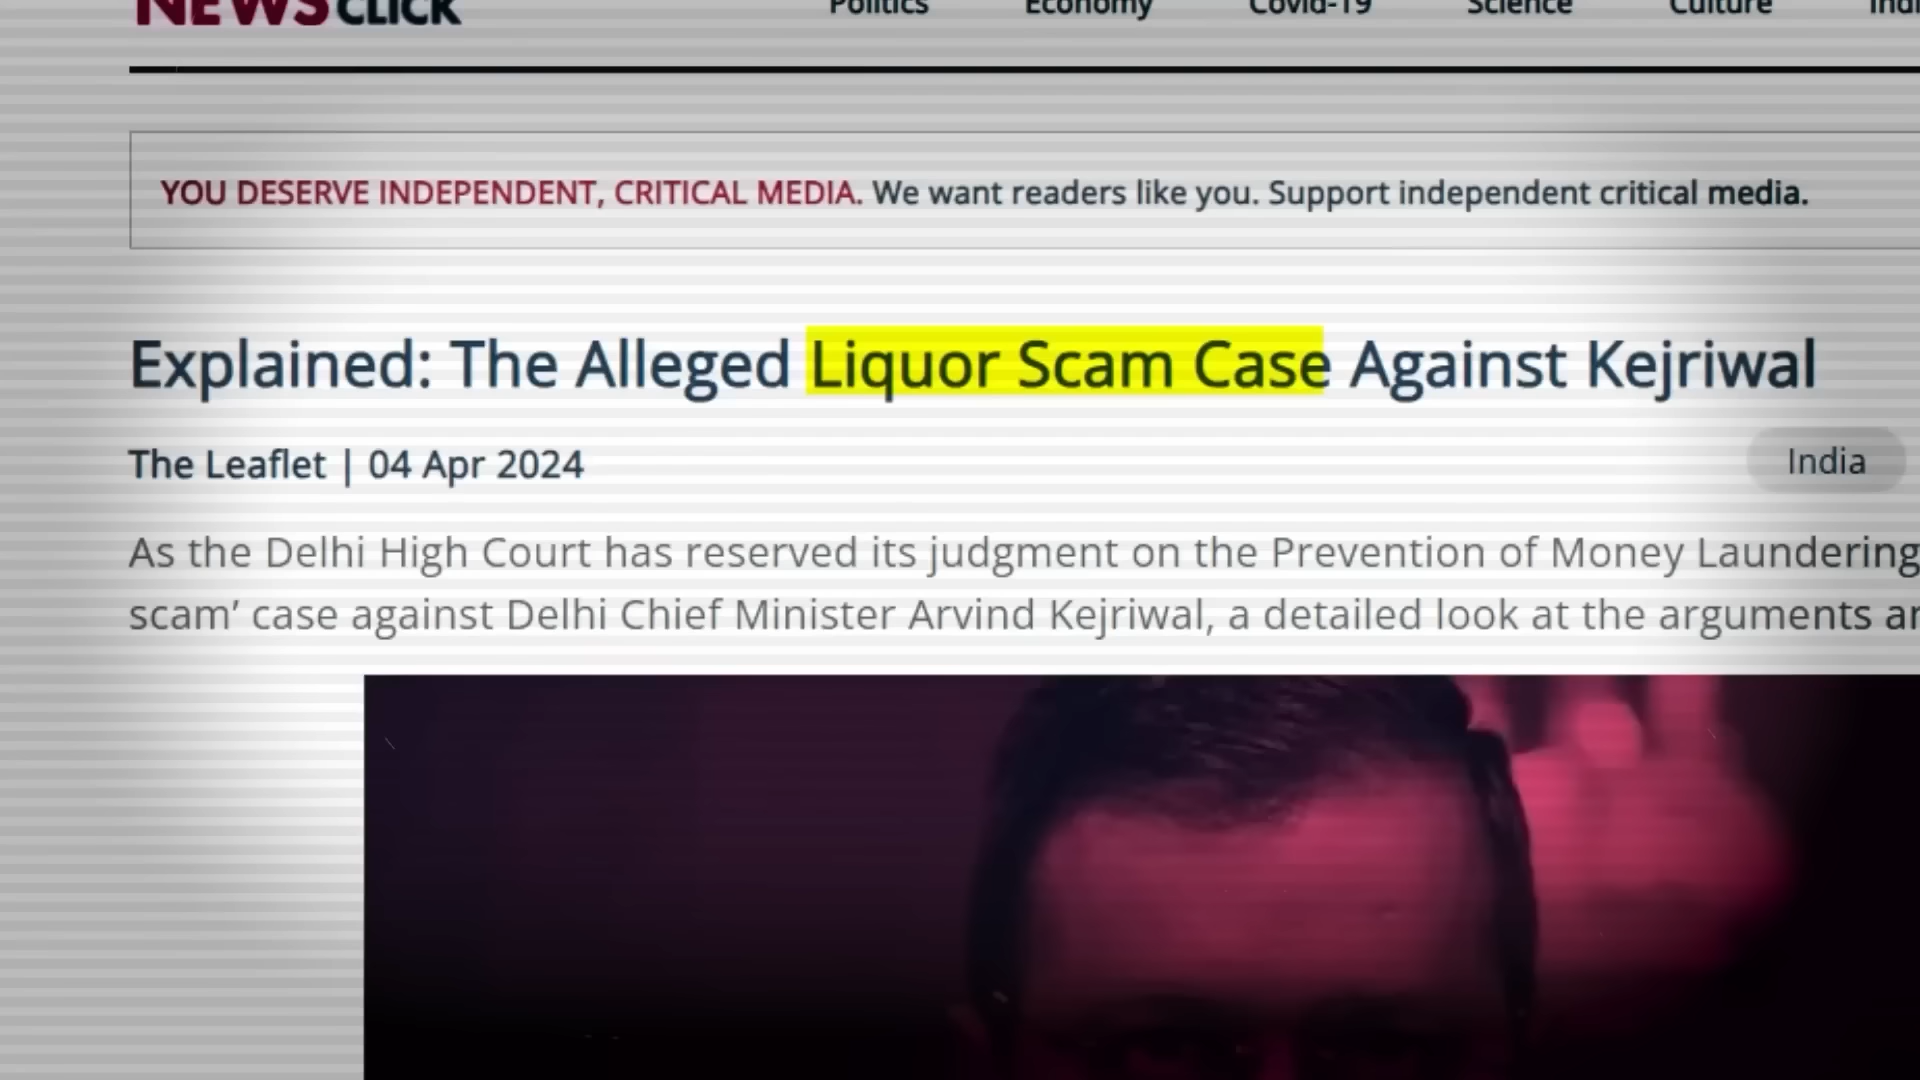 NEWSCLICK
Politics Economy Covid-19 Science Culture
YOU DESERVE INDEPENDENT, CRITICAL MEDIA. We want readers like you. Support independent critical media.
Explained: The Alleged Liquor Scam Case Against Kejriwal
The Leaflet | 04 Apr 2024
India
As the Delhi High Court has reserved its judgment on the Prevention of Money Laundering
scam’ case against Delhi Chief Minister Arvind Kejriwal, a detailed look at the arguments